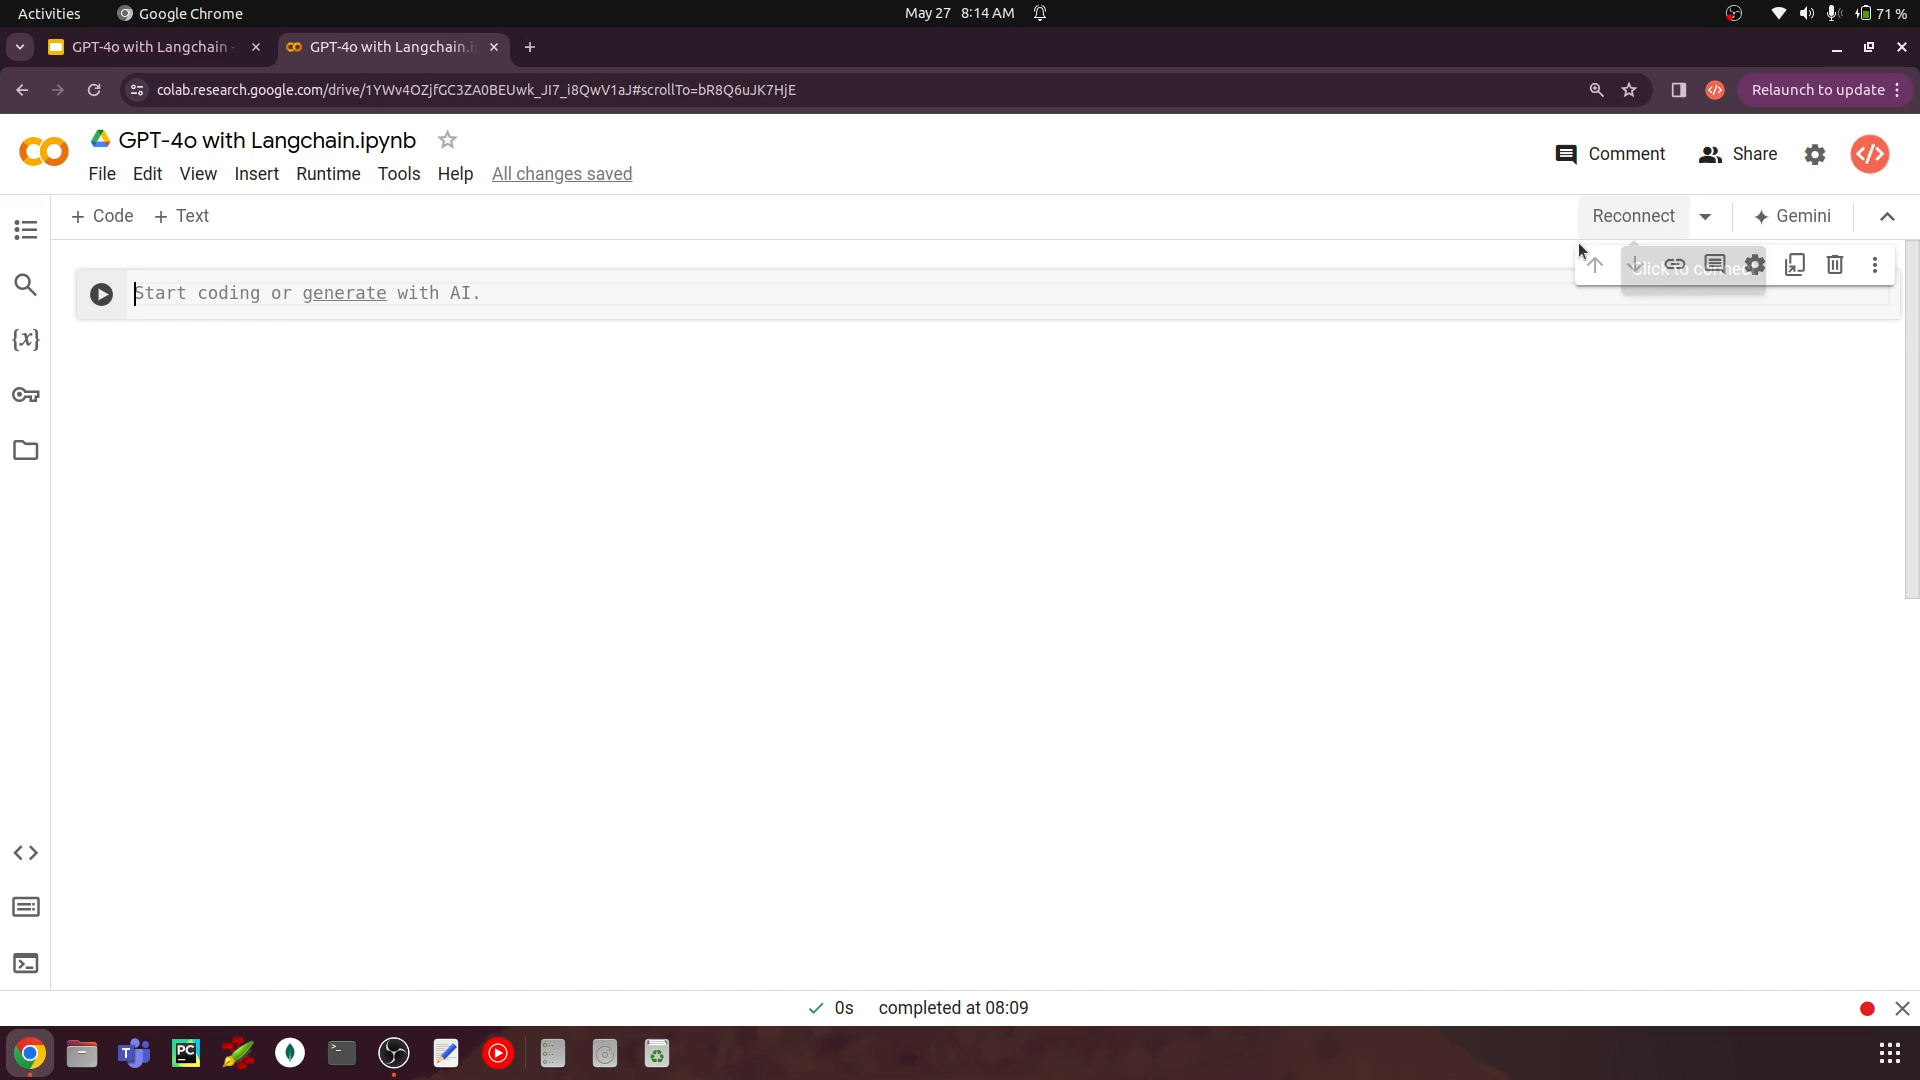 Activities Google Chrome May 27 8:14 AM 71 %
GPT-4o with Langchain - GPT-4o with Langchain.i
colab.research.google.com/drive/1YWv4OZjfGC3ZA0BEUwk_JI7_i8QwV1aJ#scrollTo=bR8Q6uJK7HjE Relaunch to update
GPT-4o with Langchain.ipynb
Comment Share
File Edit View Insert Runtime Tools Help All changes saved
+ Code + Text Reconnect Gemini
Click to connect
Start coding or generate with AI.
0s completed at 08:09